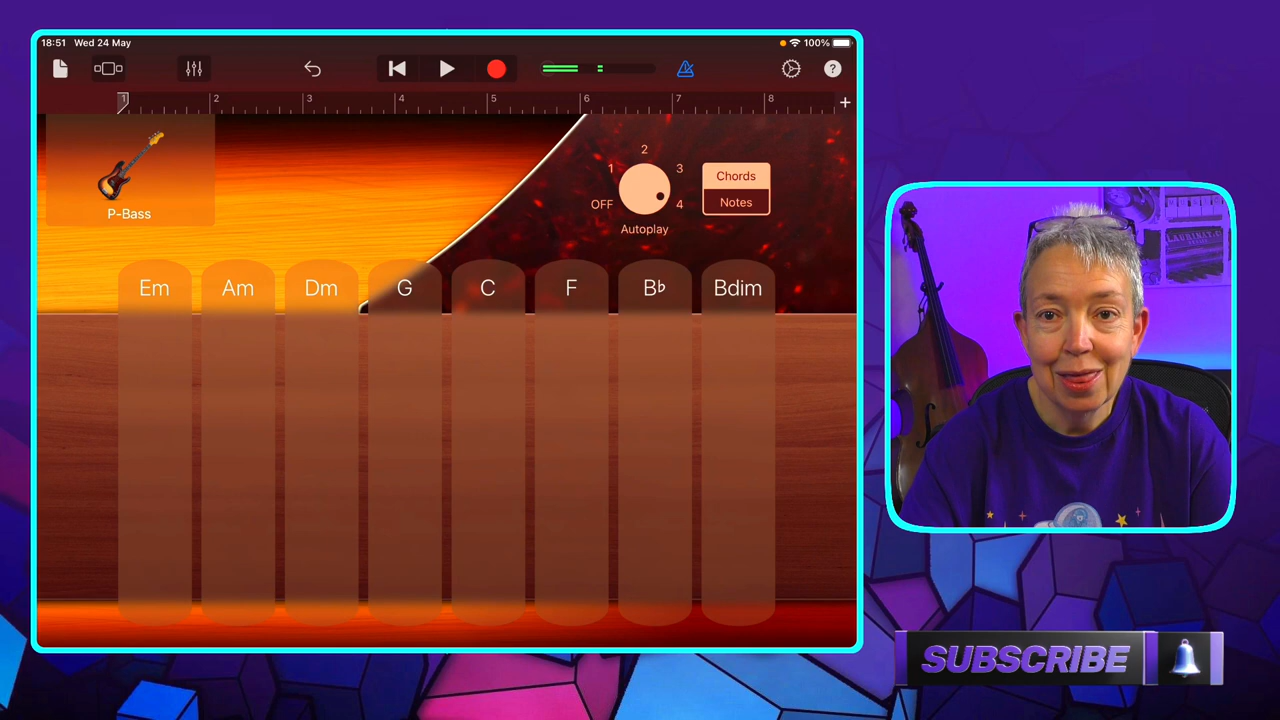 18:51 Wed 24 May
100%
1 2 3 4 5 6 7 8 +
?
P-Bass
2
1 3
OFF 4
Autoplay
Chords
Notes
Em Am Dm G C F B♭ Bdim
SUBSCRIBE